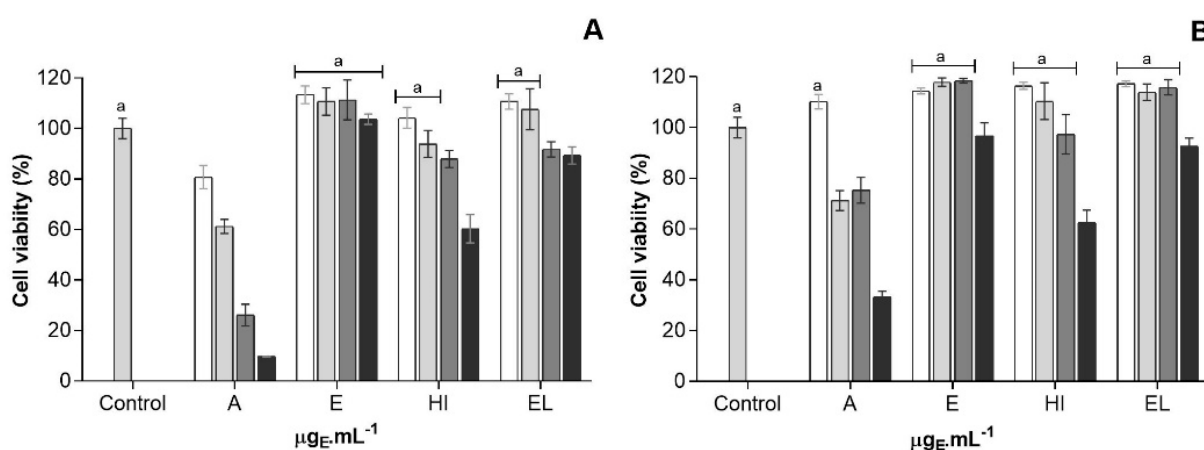 A
Cell viabiity (%)
120
100
80
60
40
20
0
a
a
a
a
Control
A
E
HI
EL
µgE.mL-1
B
Cell viability (%)
120
100
80
60
40
20
0
a
a
a
a
a
Control
A
E
HI
EL
µgE.mL-1